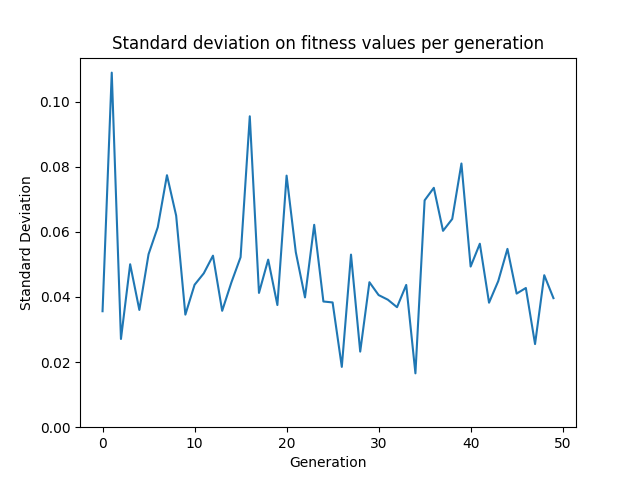 Standard deviation on fitness values per generation
0.10
0.08
0.06
0.04
0.02
0.00
Standard Deviation
0 10 20 30 40 50
Generation